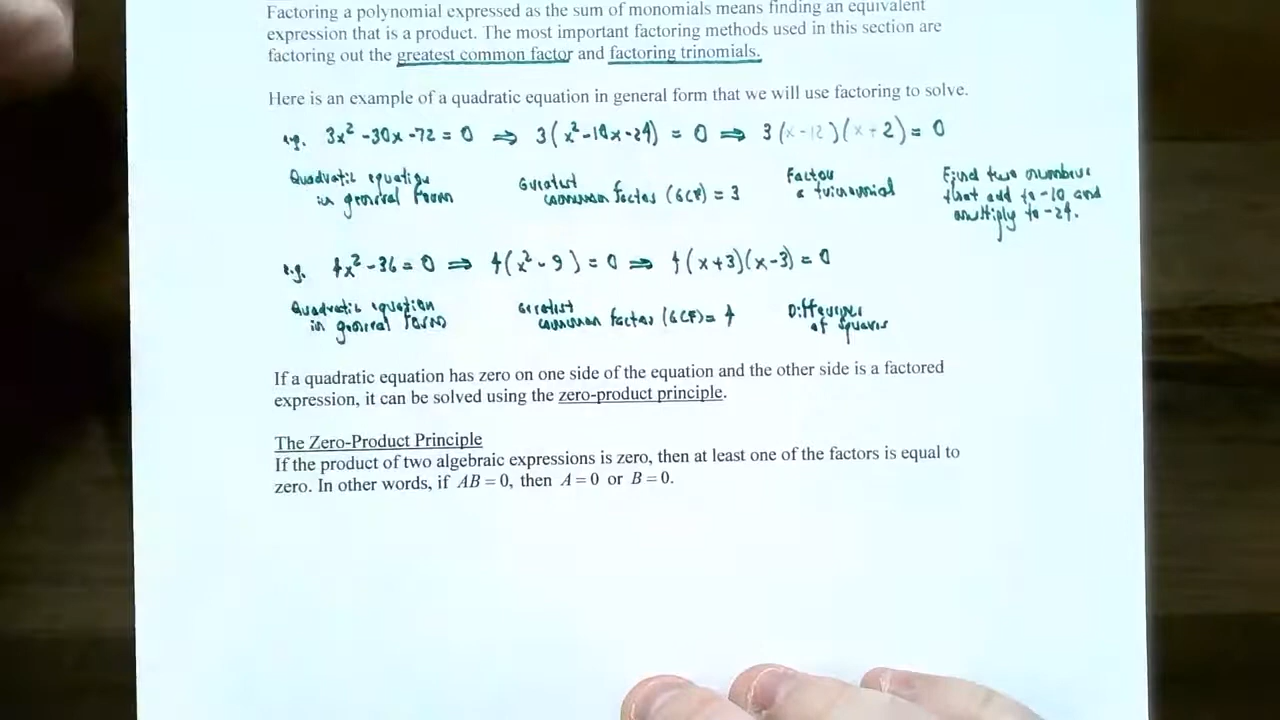 Factoring a polynomial expressed as the sum of monomials means finding an equivalent
expression that is a product. The most important factoring methods used in this section are
factoring out the greatest common factor and factoring trinomials.
Here is an example of a quadratic equation in general form that we will use factoring to solve.
e.g. 3x² -30x -72 = 0 ⇒ 3(x²-10x-24) = 0 ⇒ 3(x-12)(x+2) = 0
Quadratic equation
in general form
Greatest
common factor (GCF) = 3
Factor
a trinomial
Find two numbers
that add to -10 and
multiply to -24.
e.g. 4x² - 36 = 0 ⇒ 4(x² - 9) = 0 ⇒ 4(x+3)(x-3) = 0
Quadratic equation
in general form
Greatest
common factor (GCF) = 4
Difference
of squares
If a quadratic equation has zero on one side of the equation and the other side is a factored
expression, it can be solved using the zero-product principle.
The Zero-Product Principle
If the product of two algebraic expressions is zero, then at least one of the factors is equal to
zero. In other words, if AB = 0, then A = 0 or B = 0.